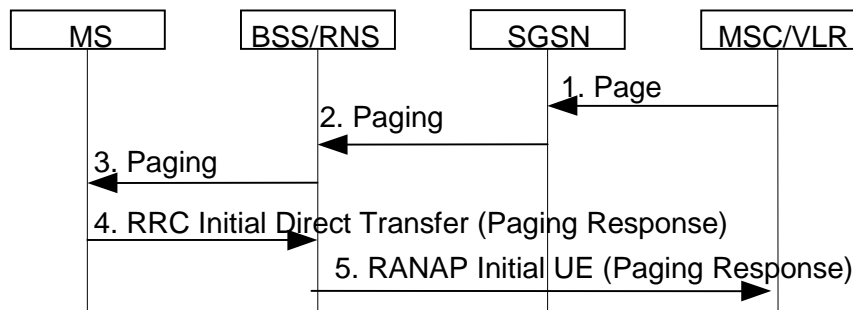 MS
BSS/RNS
SGSN
MSC/VLR
1. Page
2. Paging
3. Paging
4. RRC Initial Direct Transfer (Paging Response)
5. RANAP Initial UE (Paging Response)